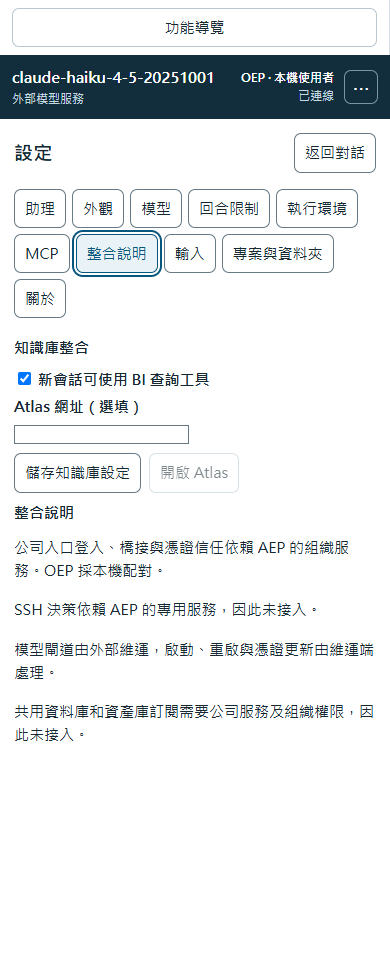 功能導覽
claude-haiku-4-5-20251001
OEP · 本機使用者
外部模型服務
已連線
...
設定
返回對話
助理
外觀
模型
回合限制
執行環境
MCP
整合說明
輸入
專案與資料夾
關於
知識庫整合
新會話可使用 BI 查詢工具
Atlas 網址（選填）
儲存知識庫設定
開啟 Atlas
整合說明
公司入口登入、橋接與憑證信任依賴 AEP 的組織服
務。OEP 採本機配對。
SSH 決策依賴 AEP 的專用服務，因此未接入。
模型閘道由外部維運，啟動、重啟與憑證更新由維運端
處理。
共用資料庫和資產庫訂閱需要公司服務及組織權限，因
此未接入。